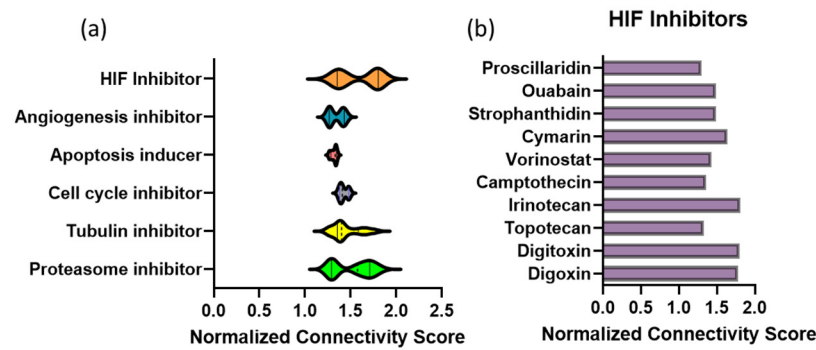 (a)
HIF Inhibitor
Angiogenesis inhibitor
Apoptosis inducer
Cell cycle inhibitor
Tubulin inhibitor
Proteasome inhibitor
0.0 0.5 1.0 1.5 2.0 2.5
Normalized Connectivity Score
(b)
HIF Inhibitors
Proscillaridin
Ouabain
Strophanthidin
Cymarin
Vorinostat
Camptothecin
Irinotecan
Topotecan
Digitoxin
Digoxin
0.0 0.5 1.0 1.5 2.0
Normalized Connectivity Score